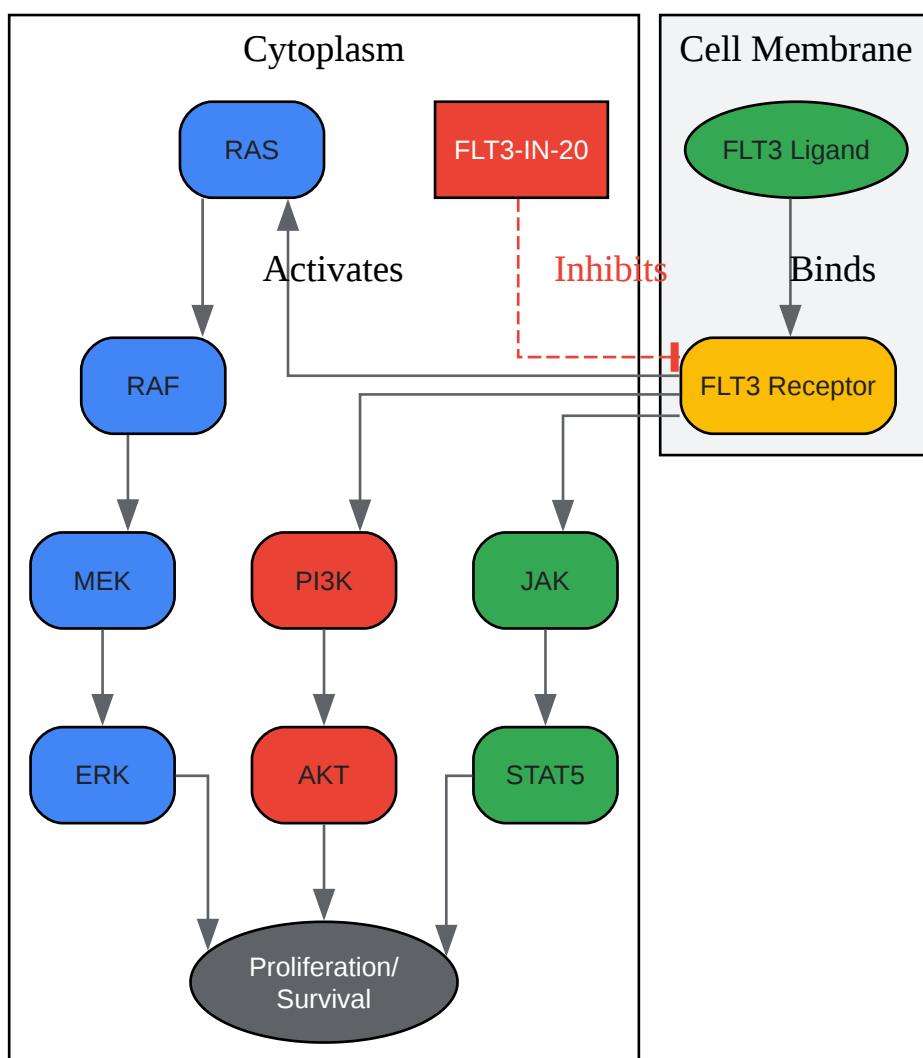 Cytoplasm
Cell Membrane
RAS
FLT3-IN-20
FLT3 Ligand
Activates
Inhibits
Binds
RAF
FLT3 Receptor
MEK
PI3K
JAK
ERK
AKT
STAT5
Proliferation/
Survival